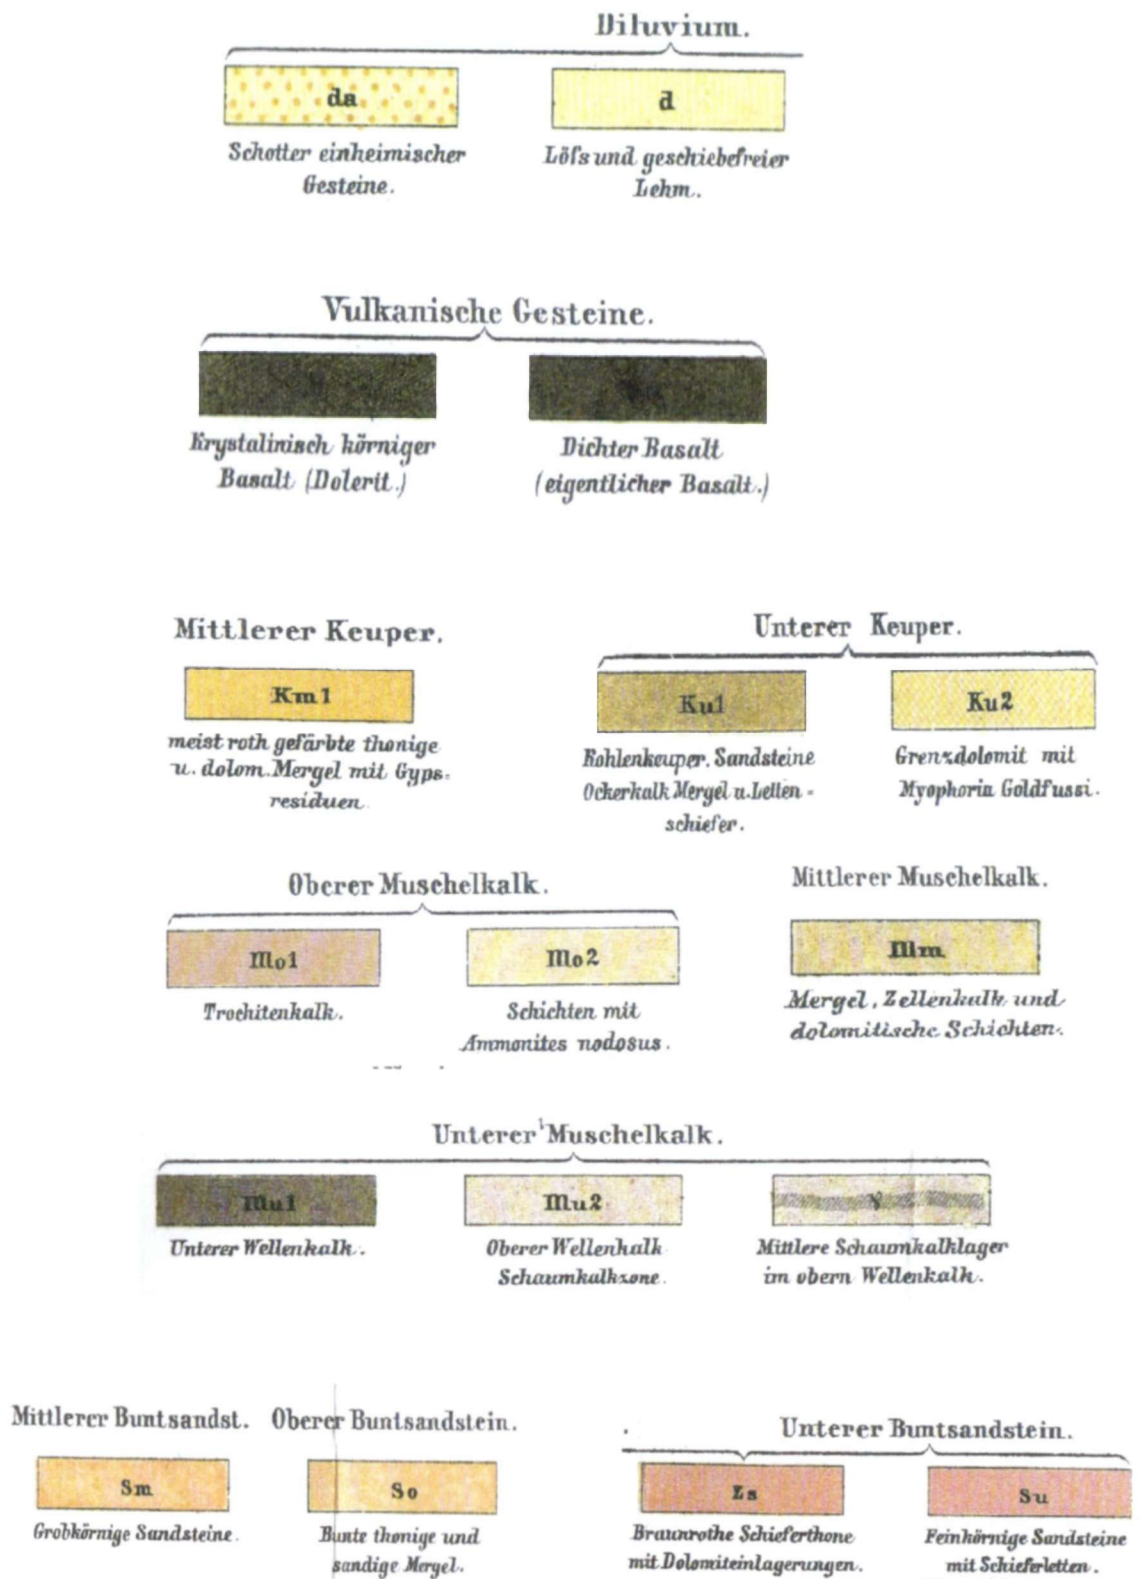 Diluvium.
da
d
Schotter einheimischer
Gesteine.
Löſs und geschiebefreier
Lehm.
Vulkanische Gesteine.
Krystalinisch körniger
Basalt (Dolerit.)
Dichter Basalt
(eigentlicher Basalt.)
Mittlerer Keuper.
Km1
meist roth gefärbte thonige
u. dolom. Mergel mit Gyps-
residuen.
Unterer Keuper.
Ku1
Ku2
Kohlenkeuper. Sandsteine
Ockerkalk Mergel u. Letten-
schiefer.
Grenzdolomit mit
Myophoria Goldfussi.
Oberer Muschelkalk.
Mo1
Mo2
Trochitenkalk.
Schichten mit
Ammonites nodosus.
Mittlerer Muschelkalk.
Mm
Mergel, Zellenkalk und
dolomitische Schichten.
Unterer Muschelkalk.
Mu1
Mu2
Unterer Wellenkalk.
Oberer Wellenkalk
Schaumkalkzone.
Mittlere Schaumkalklager
im obern Wellenkalk.
Mittlerer Buntsandst.
Sm
Grobkörnige Sandsteine.
Oberer Buntsandstein.
So
Bunte thonige und
sandige Mergel.
Unterer Buntsandstein.
Zs
Su
Braunrothe Schieferthone
mit Dolomiteinlagerungen.
Feinkörnige Sandsteine
mit Schieferletten.